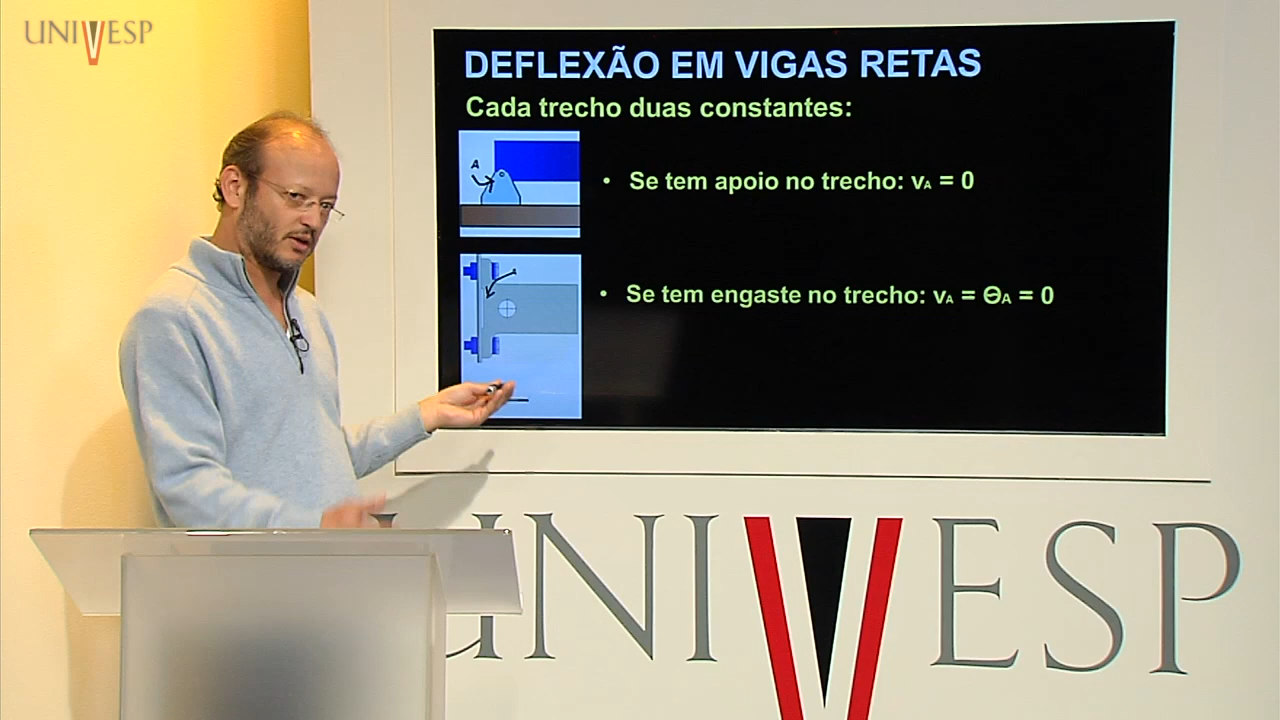 UNIVESP
DEFLEXÃO EM VIGAS RETAS
Cada trecho duas constantes:
A
• Se tem apoio no trecho: vA = 0
• Se tem engaste no trecho: vA = ΘA = 0
UNIVESP